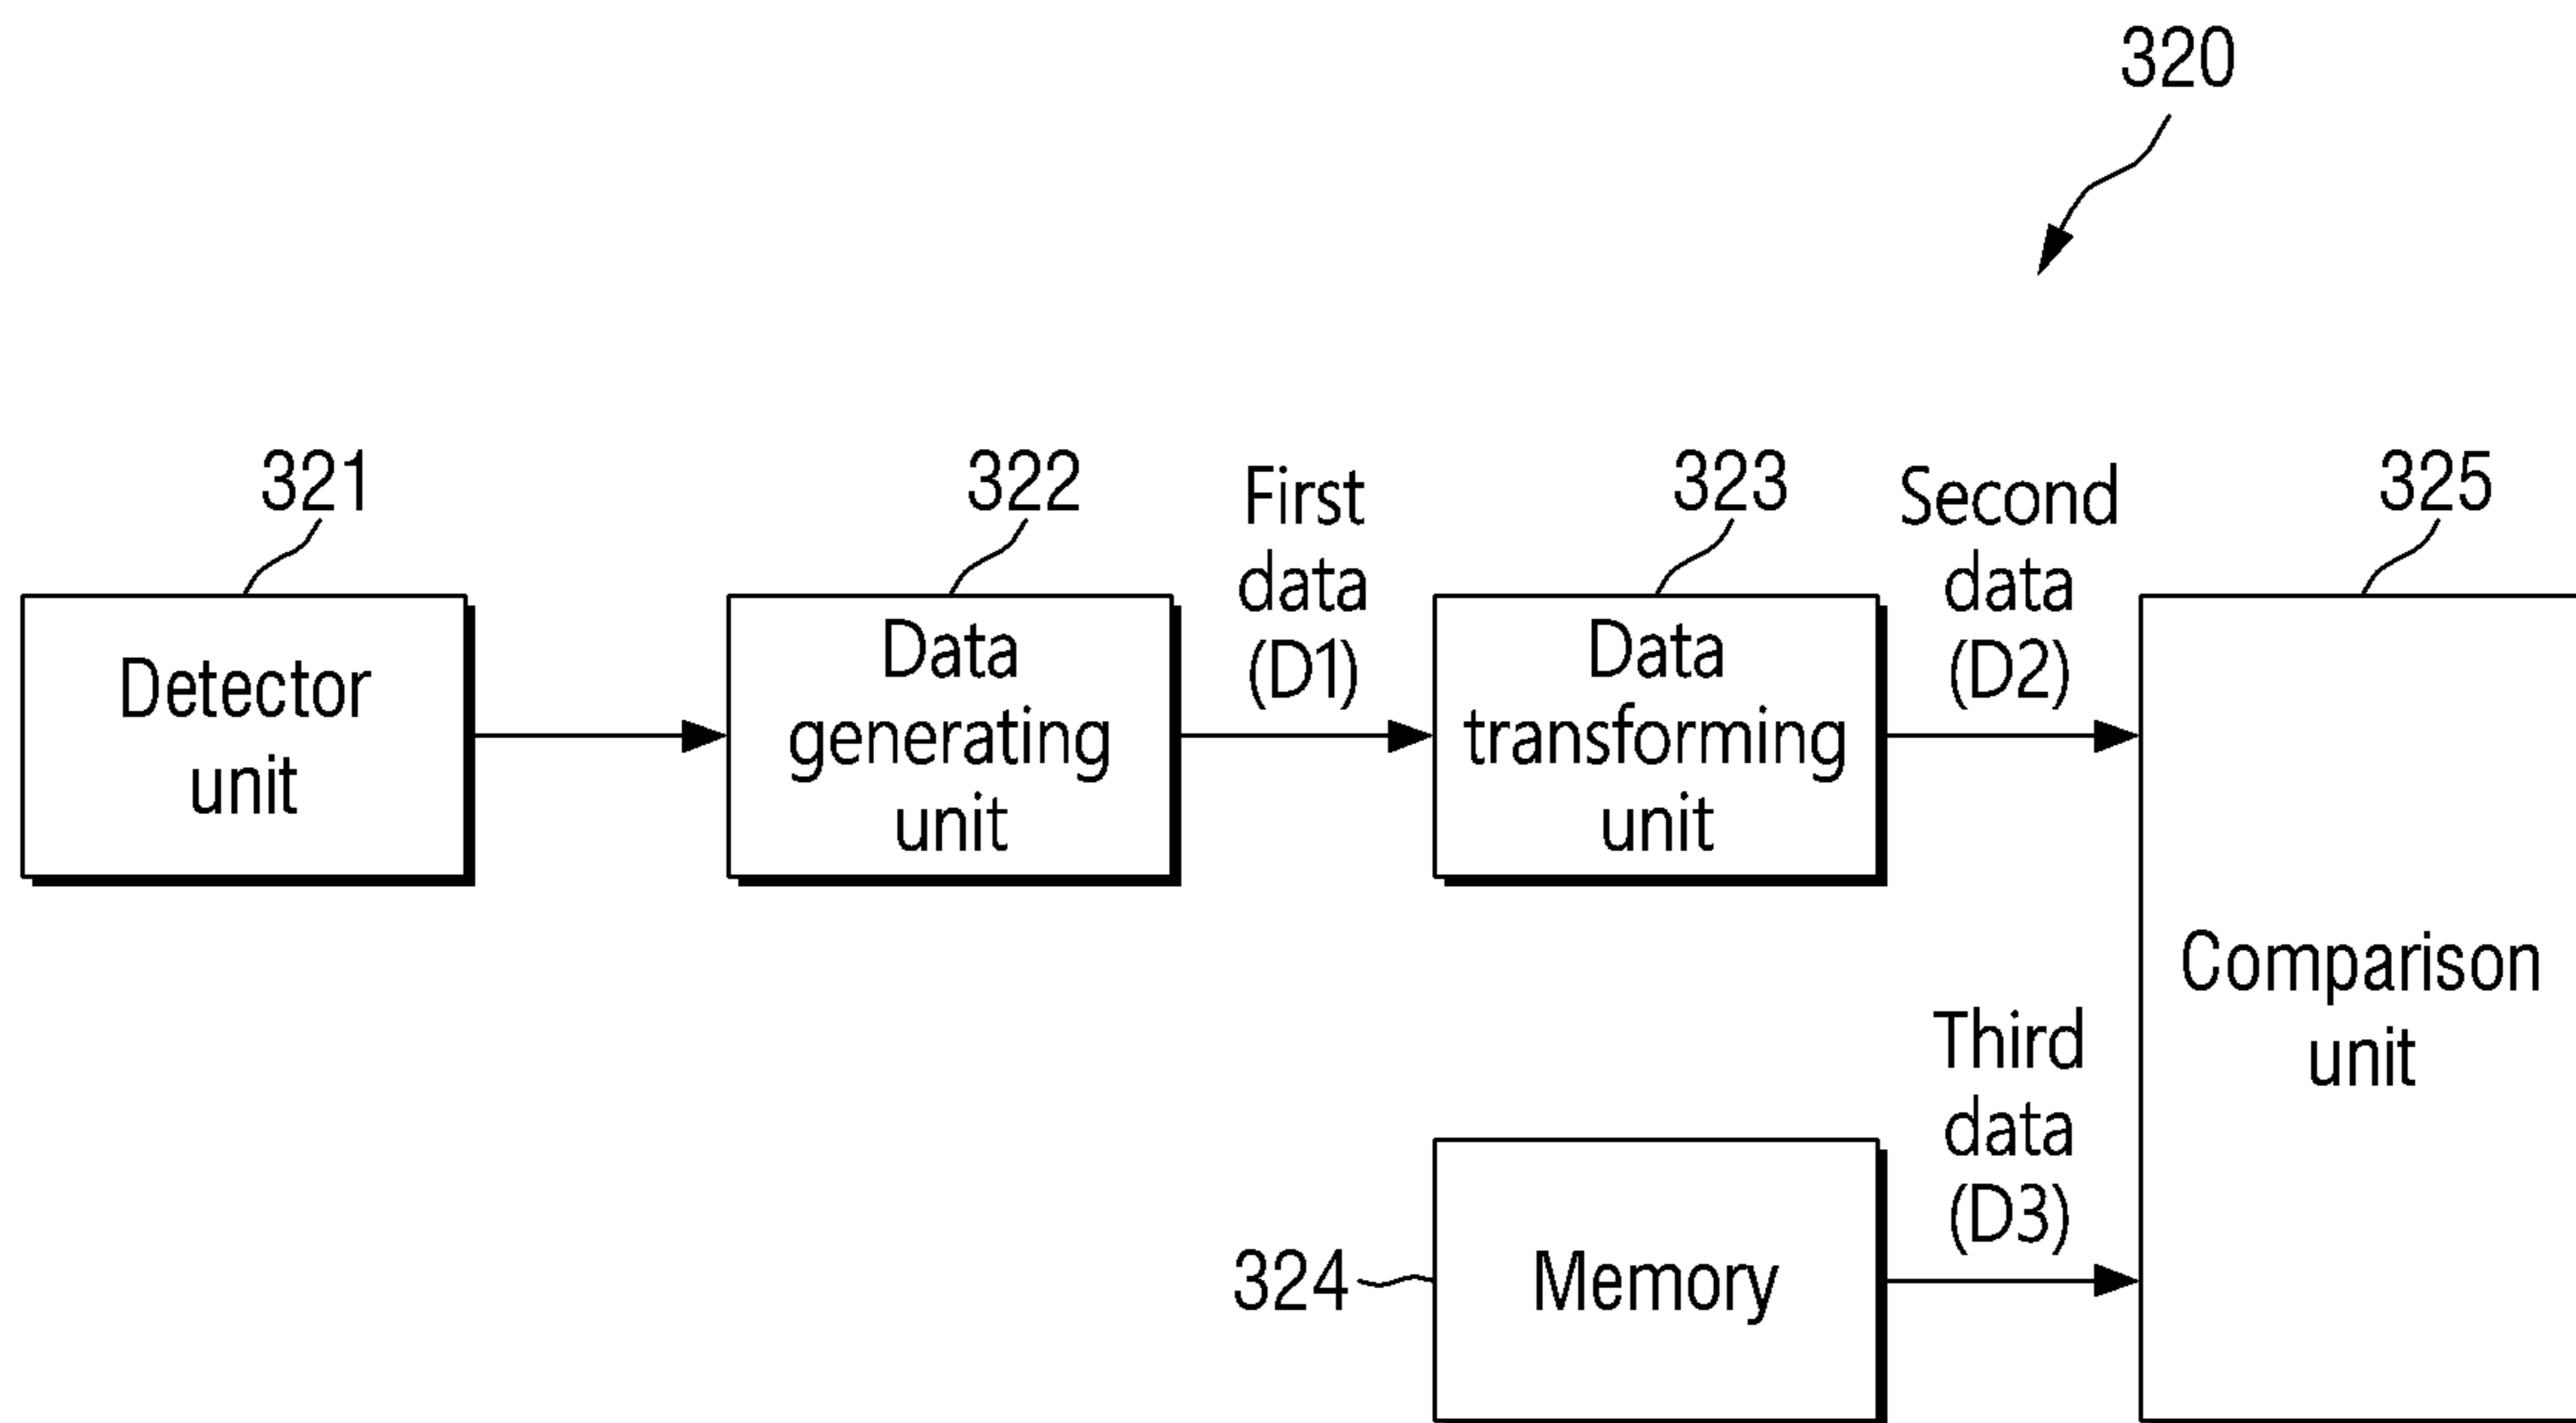 320
321
Detector
unit
322
Data
generating
unit
First
data
(D1)
323
Data
transforming
unit
Second
data
(D2)
325
Comparison
unit
324
Memory
Third
data
(D3)